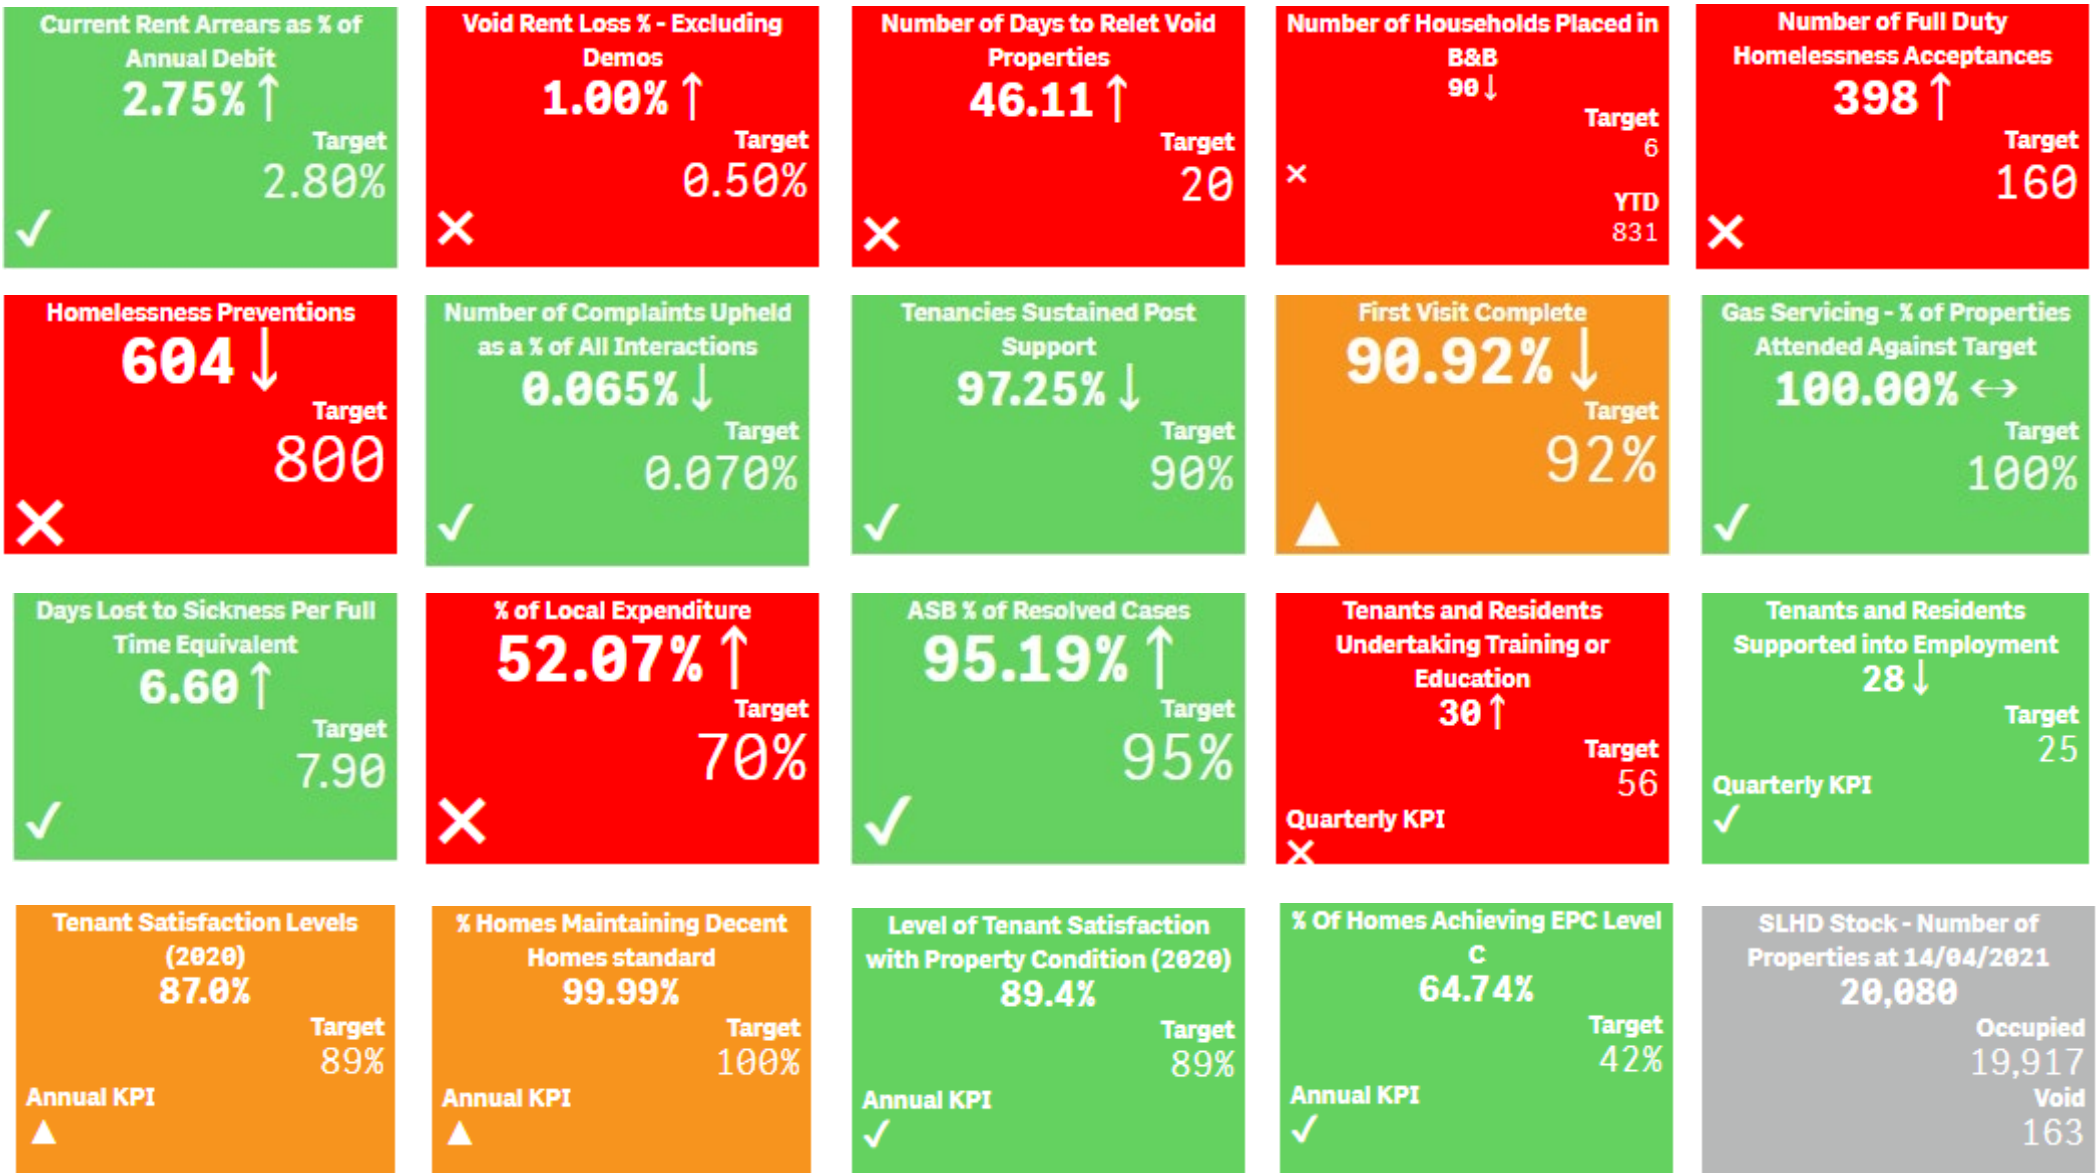 Current Rent Arrears as % of
Annual Debit
2.75% ↑
Target
2.80%
✓
Void Rent Loss % - Excluding
Demos
1.00% ↑
Target
0.50%
✕
Number of Days to Relet Void
Properties
46.11 ↑
Target
20
✕
Number of Households Placed in
B&B
90 ↓
Target
6
✕
YTD
831
Number of Full Duty
Homelessness Acceptances
398 ↑
Target
160
✕
Homelessness Preventions
604 ↓
Target
800
✕
Number of Complaints Upheld
as a % of All Interactions
0.065% ↓
Target
0.070%
✓
Tenancies Sustained Post
Support
97.25% ↓
Target
90%
✓
First Visit Complete
90.92% ↓
Target
92%
▲
Gas Servicing - % of Properties
Attended Against Target
100.00% ↔
Target
100%
✓
Days Lost to Sickness Per Full
Time Equivalent
6.60 ↑
Target
7.90
✓
% of Local Expenditure
52.07% ↑
Target
70%
✕
ASB % of Resolved Cases
95.19% ↑
Target
95%
✓
Tenants and Residents
Undertaking Training or
Education
30 ↑
Target
56
Quarterly KPI
✕
Tenants and Residents
Supported into Employment
28 ↓
Target
25
Quarterly KPI
✓
Tenant Satisfaction Levels
(2020)
87.0%
Target
89%
Annual KPI
▲
% Homes Maintaining Decent
Homes standard
99.99%
Target
100%
Annual KPI
▲
Level of Tenant Satisfaction
with Property Condition (2020)
89.4%
Target
89%
Annual KPI
✓
% Of Homes Achieving EPC Level
C
64.74%
Target
42%
Annual KPI
✓
SLHD Stock - Number of
Properties at 14/04/2021
20,080
Occupied
19,917
Void
163